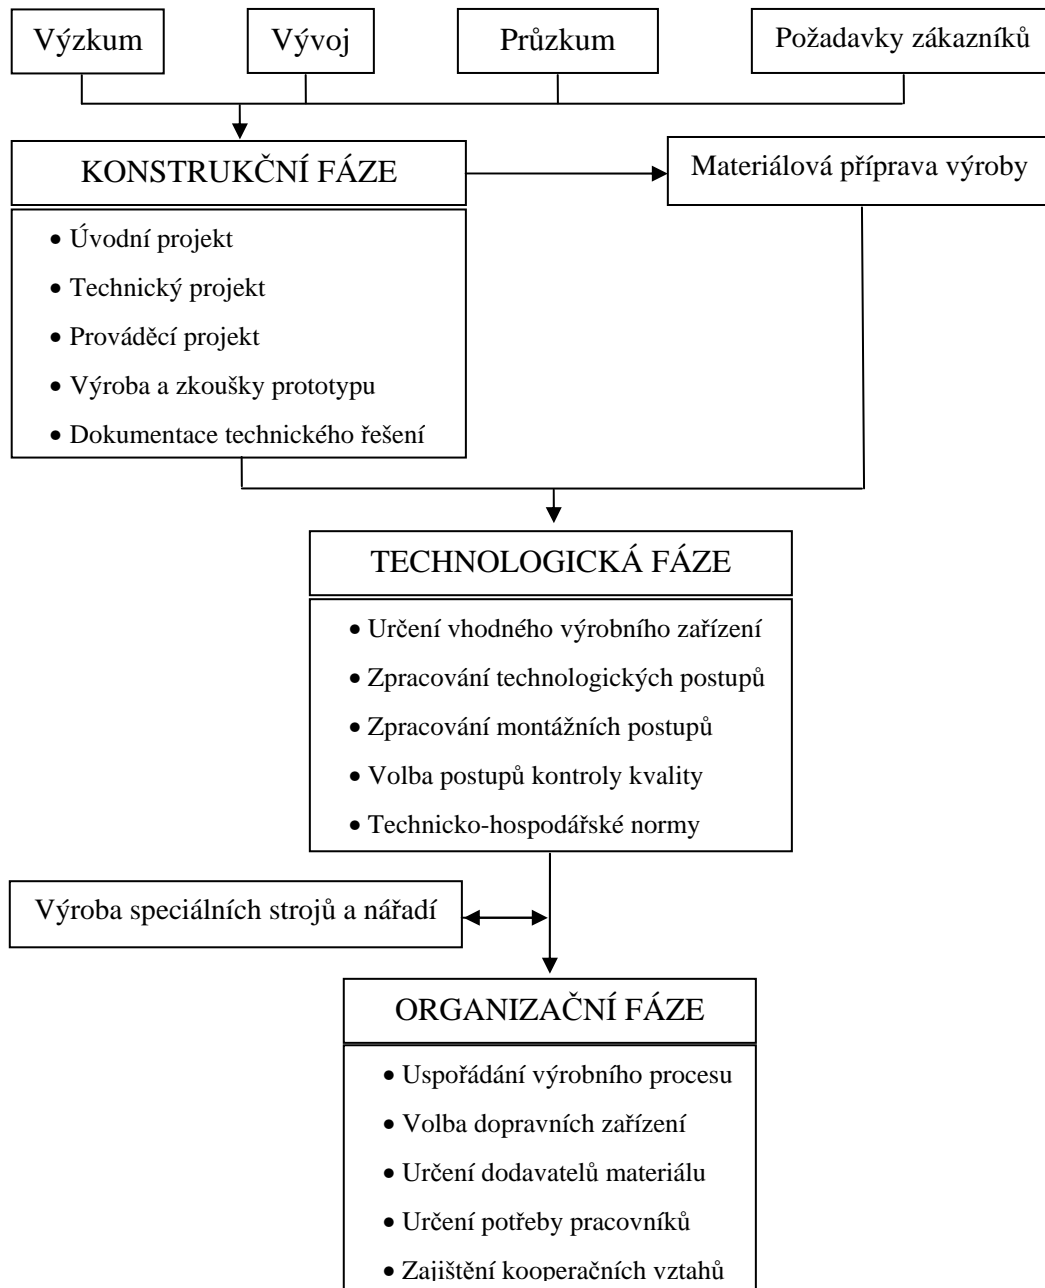 Výzkum
Vývoj
Průzkum
Požadavky zákazníků
KONSTRUKČNÍ FÁZE
Materiálová příprava výroby
• Úvodní projekt
• Technický projekt
• Prováděcí projekt
• Výroba a zkoušky prototypu
• Dokumentace technického řešení
TECHNOLOGICKÁ FÁZE
• Určení vhodného výrobního zařízení
• Zpracování technologických postupů
• Zpracování montážních postupů
• Volba postupů kontroly kvality
• Technicko-hospodářské normy
Výroba speciálních strojů a nářadí
ORGANIZAČNÍ FÁZE
• Uspořádání výrobního procesu
• Volba dopravních zařízení
• Určení dodavatelů materiálu
• Určení potřeby pracovníků
• Zajištění kooperačních vztahů